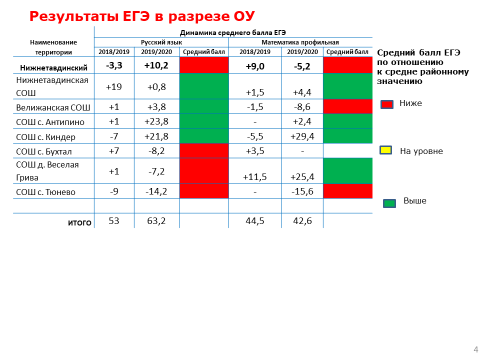 Результаты ЕГЭ в разрезе ОУ
Наименование территории Динамика среднего балла ЕГЭ
Русский язык Математика профильная
2018/2019 2019/2020 Средний балл 2018/2019 2019/2020 Средний балл
Нижнетавдинский -3,3 +10,2 +9,0 -5,2
Нижнетавдинская СОШ +19 +0,8 +1,5 +4,4
Велижанская СОШ +1 +3,8 -1,5 -8,6
СОШ с. Антипино +1 +23,8 - +2,4
СОШ с. Киндер -7 +21,8 -5,5 +29,4
СОШ с. Бухтал +7 -8,2 +3,5 -
СОШ д. Веселая Грива +1 -7,2 +11,5 +25,4
СОШ с. Тюнево -9 -14,2 - -15,6
итого 53 63,2 44,5 42,6
Средний балл ЕГЭ
по отношению
к средне районному
значению
Ниже
На уровне
Выше
4